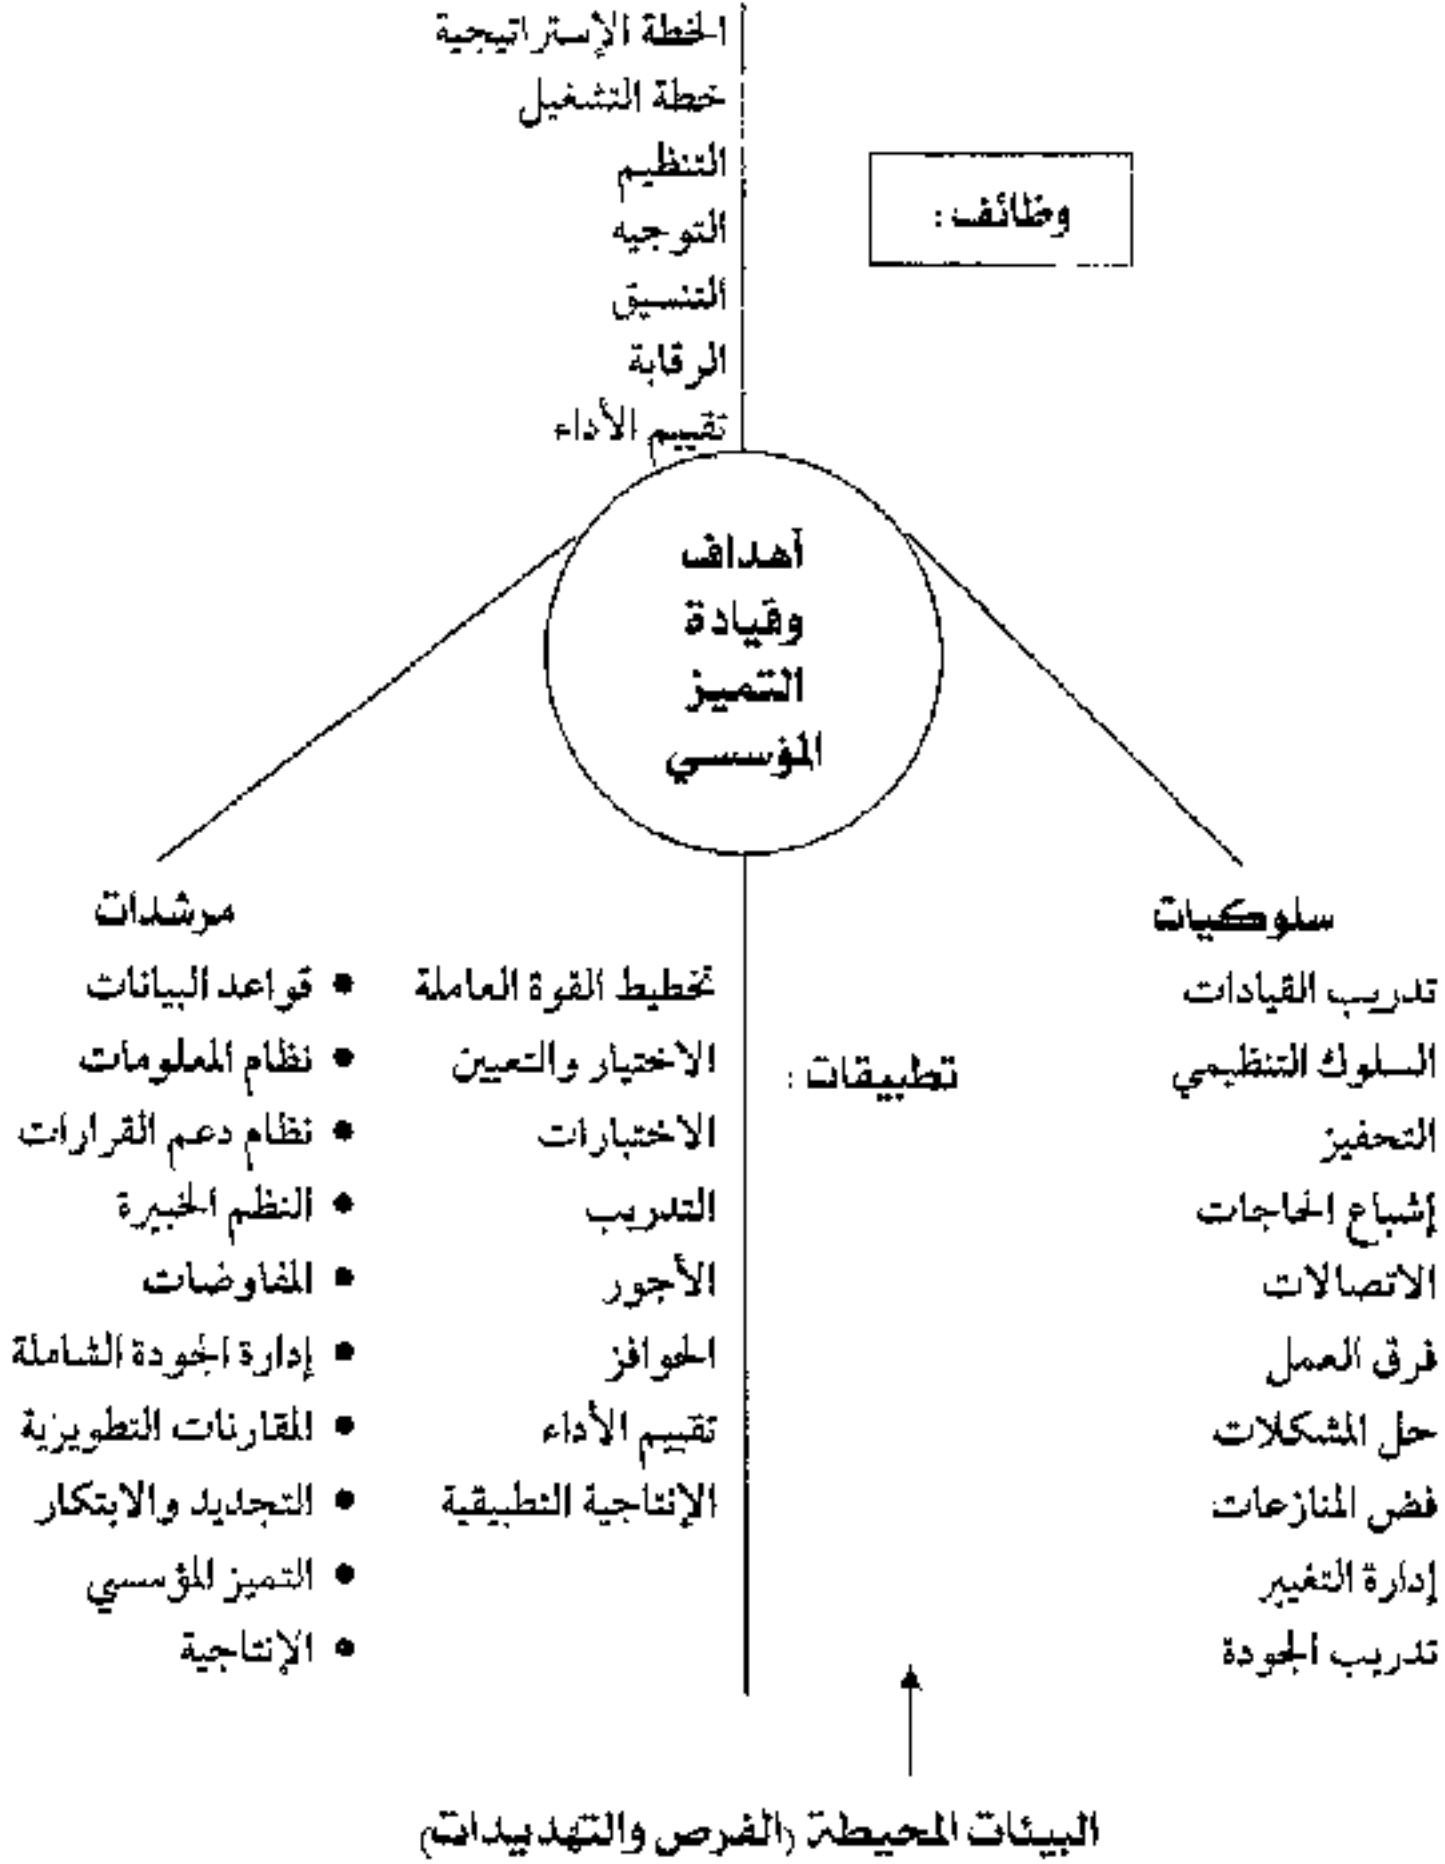 الخطة الإستراتيجية
خطة التشغيل
التنظيم
التوجيه
التنسيق
الرقابة
تقييم الأداء
وظائف :
أهداف
وقيادة
التميز
المؤسسي
سلوكيات
تدريب القيادات
السلوك التنظيمي
التحفيز
إشباع الحاجات
الاتصالات
فرق العمل
حل المشكلات
فض المنازعات
إدارة التغيير
تدريب الجودة
تطبيقات :
تخطيط القوة العاملة
الاختيار والتعيين
الاختبارات
التدريب
الأجور
الحوافز
تقييم الأداء
الإنتاجية التطبيقية
مرشدات
• قواعد البيانات
• نظام المعلومات
• نظام دعم القرارات
• النظم الخبيرة
• المفاوضات
• إدارة الجودة الشاملة
• المقارنات التطويرية
• التجديد والابتكار
• التميز المؤسسي
• الإنتاجية
البيئات المحيطة (الفرص والتهديدات)